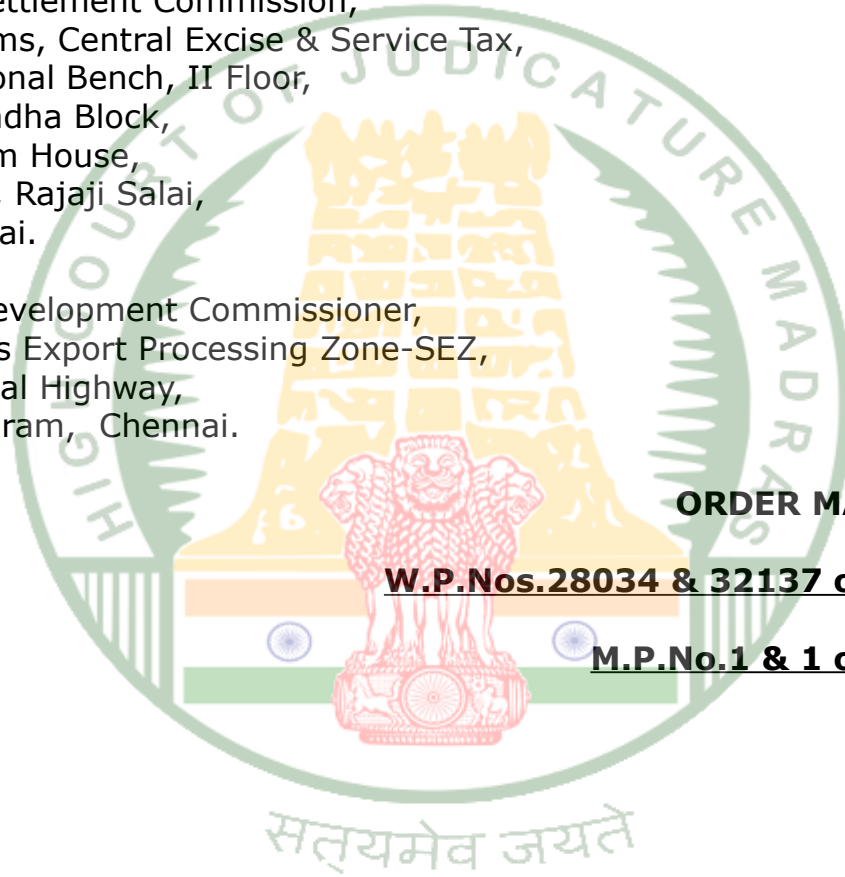 ettlement Commission,
ms, Central Excise & Service Tax,
onal Bench, II Floor,
dha Block,
m House,
, Rajaji Salai,
ai.
evelopment Commissioner,
s Export Processing Zone-SEZ,
al Highway,
ram, Chennai.
ORDER MA
W.P.Nos.28034 & 32137 o
M.P.No.1 & 1 o
HIGH COURT OF JUDICATURE MADRAS
सत्यमेव जयते